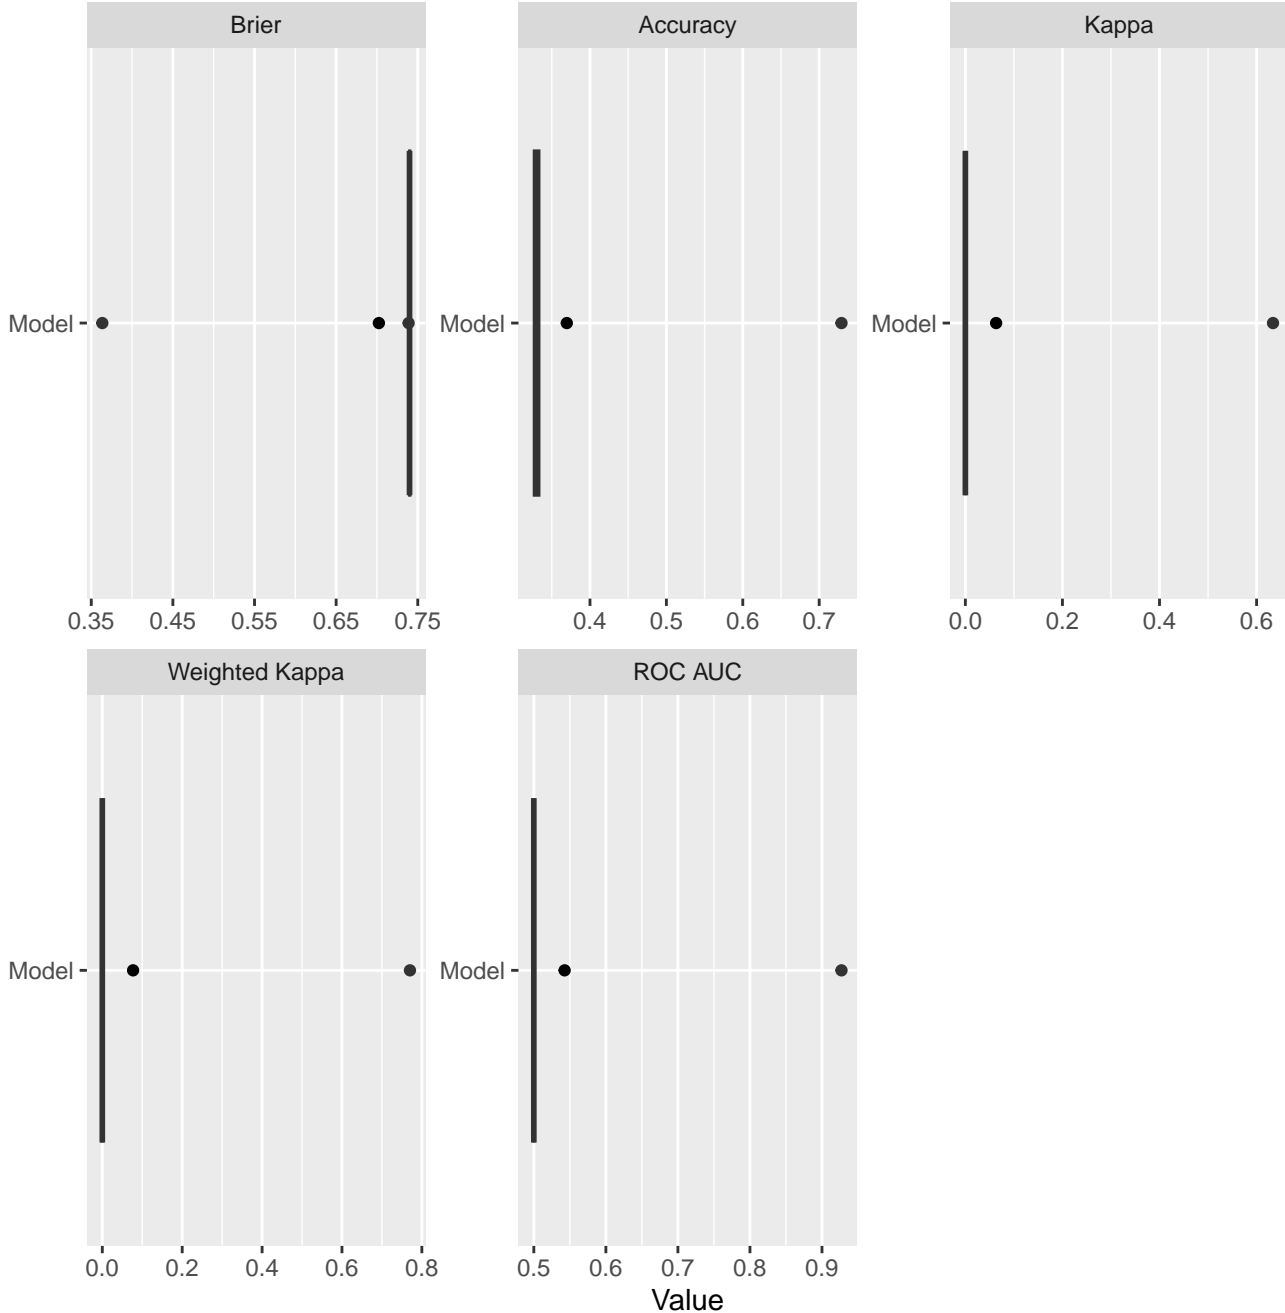 Brier Accuracy Kappa
Model Model Model
0.35 0.45 0.55 0.65 0.75 0.4 0.5 0.6 0.7 0.0 0.2 0.4 0.6
Weighted Kappa ROC AUC
Model Model
0.0 0.2 0.4 0.6 0.8 0.5 0.6 0.7 0.8 0.9
Value